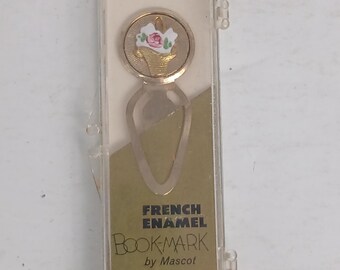 FRENCH
ENAMEL
BOOK-MARK
by Mascot